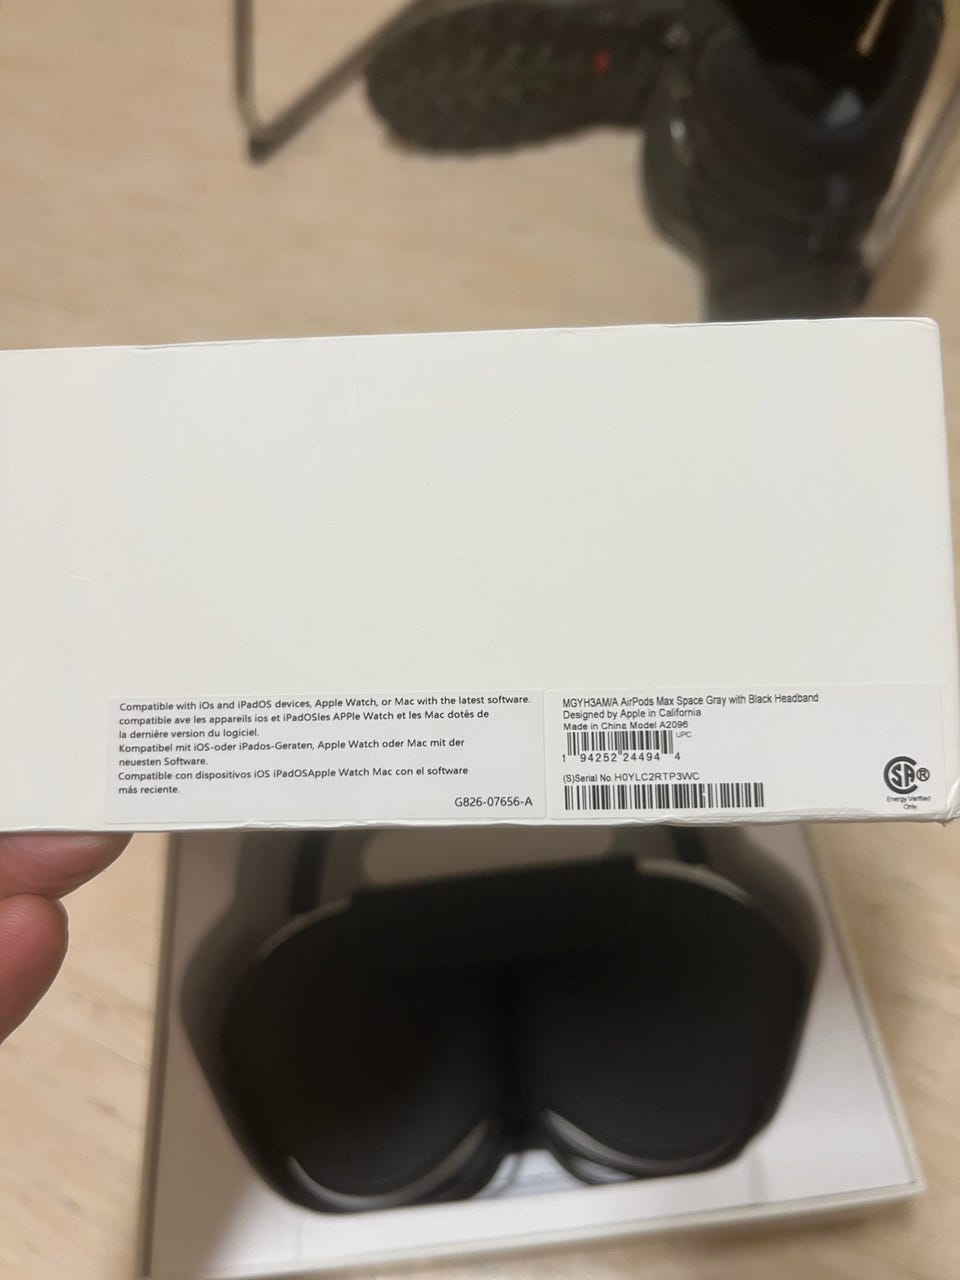 Compatible with iOs and iPadOS devices, Apple Watch, or Mac with the latest software.
compatible ave les appareils ios et iPadOSles APPle Watch et les Mac dotés de
la dernière version du logiciel.
Kompatibel mit iOS-oder iPados-Geraten, Apple Watch oder Mac mit der
neuesten Software.
Compatible con dispositivos iOS iPadOSApple Watch Mac con el software
más reciente.
G826-07656-A
MGYH3AM/A AirPods Max Space Gray with Black Headband
Designed by Apple in California
Made in China Model A2096
UPC
1 94252 24494 4
(S)Serial No. H0YLC2RTP3WC
SA®
Energy Verified
Only